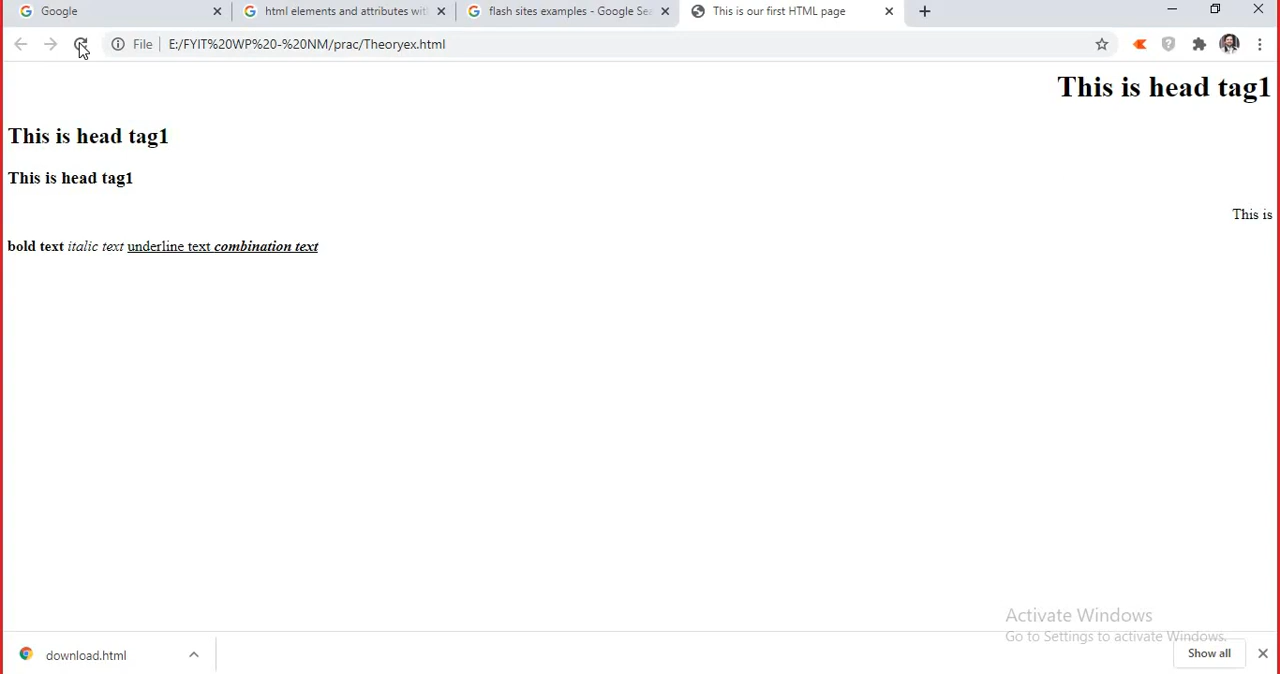 Google
html elements and attributes wit
flash sites examples - Google Sea
This is our first HTML page
File
E:/FYIT%20WP%20-%20NM/prac/Theoryex.html
This is head tag1
This is head tag1
This is head tag1
This is
bold text italic text underline text combination text
Activate Windows
Go to Settings to activate Windows.
download.html
Show all